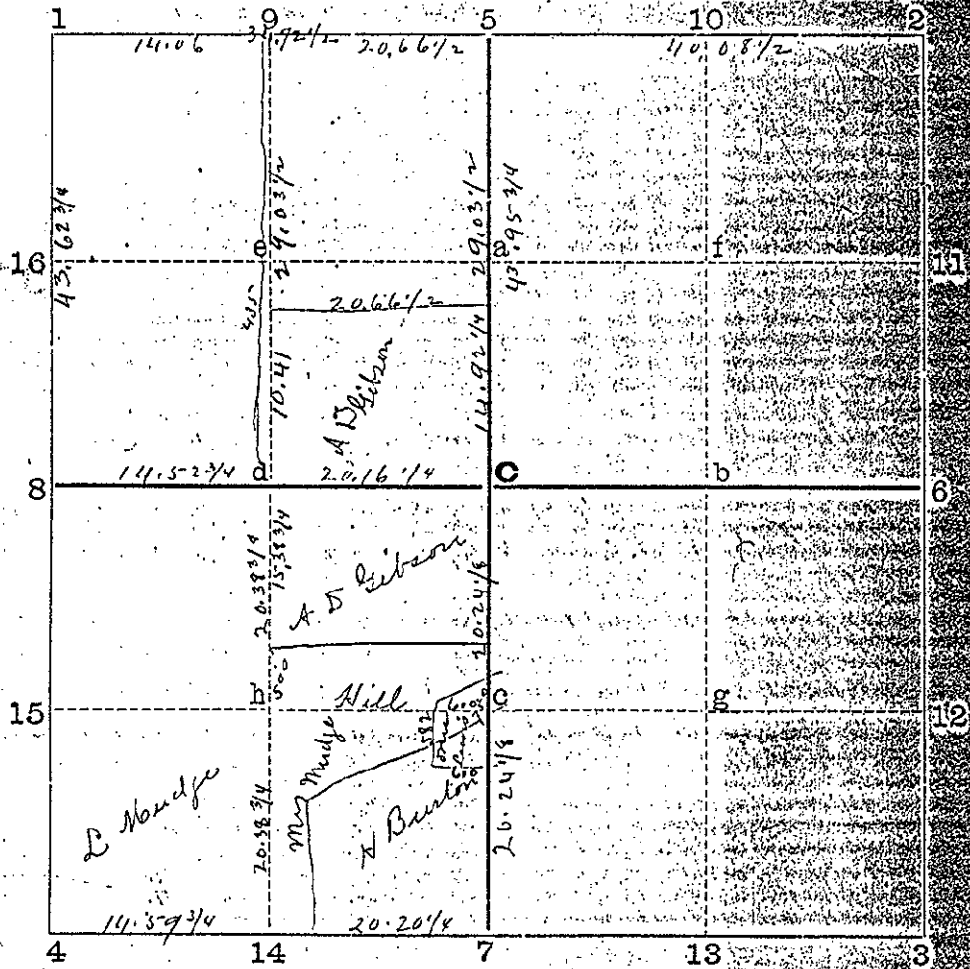 1 9 5 10 2
14.06 3 .72 1/2 20.66 1/2 40.08 1/2
43.62 3/4
29.03 1/2
29.03 1/2
43.95 3/4
16 e a f 11
435
20.66 1/2
10.41
A D Gibson
14.92 1/4
14.52 3/4 d 20.16 1/4 C b
8 6
20.38 3/4
15.38 3/4
A D Gibson
20.24 1/8
500
h Hill c g
15 12
582
Mudge
L Mudge
20.38 3/4
Burton
20.24 1/8
14.59 3/4 20.20 1/4
4 14 7 13 3